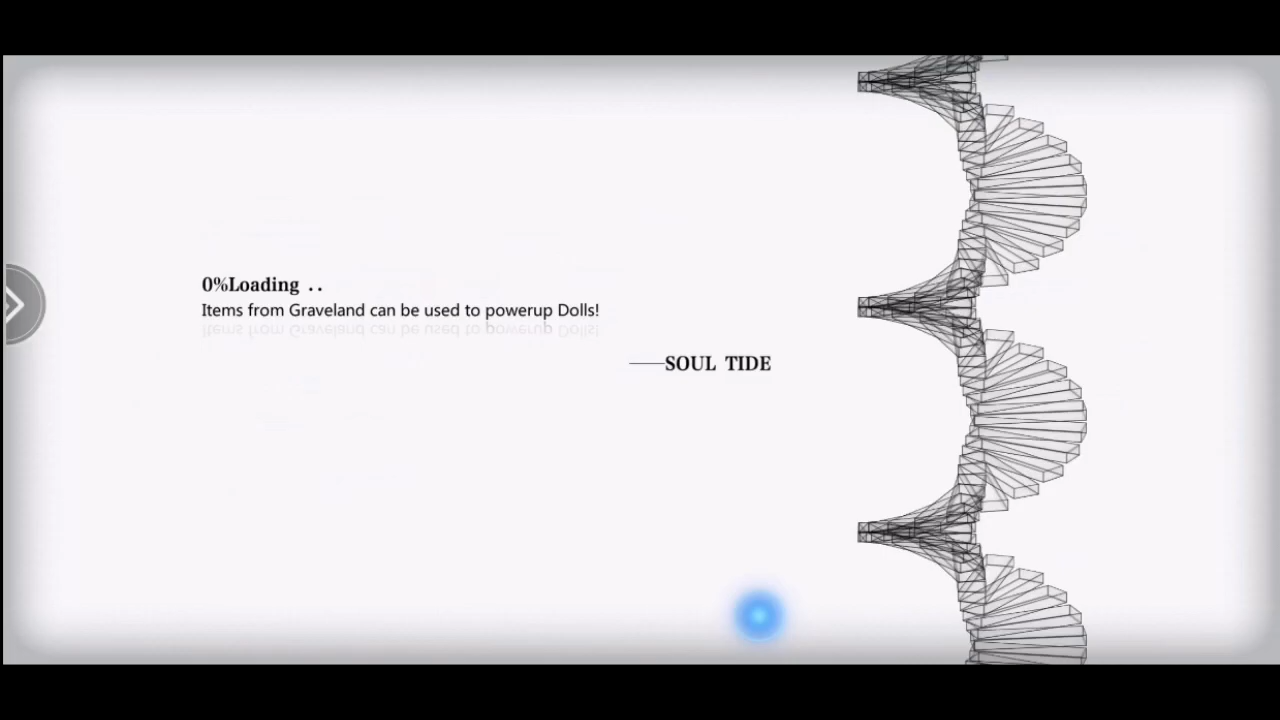 0%Loading . .
Items from Graveland can be used to powerup Dolls!
——SOUL TIDE